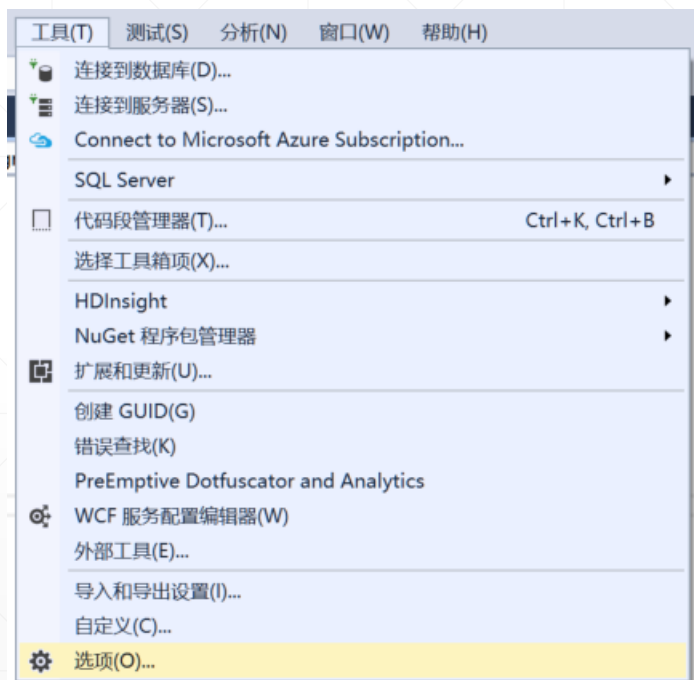 工具(T) 测试(S) 分析(N) 窗口(W) 帮助(H)
连接到数据库(D)...
连接到服务器(S)...
Connect to Microsoft Azure Subscription...
SQL Server
代码段管理器(T)... Ctrl+K, Ctrl+B
选择工具箱项(X)...
HDInsight
NuGet 程序包管理器
扩展和更新(U)...
创建 GUID(G)
错误查找(K)
PreEmptive Dotfuscator and Analytics
WCF 服务配置编辑器(W)
外部工具(E)...
导入和导出设置(I)...
自定义(C)...
选项(O)...